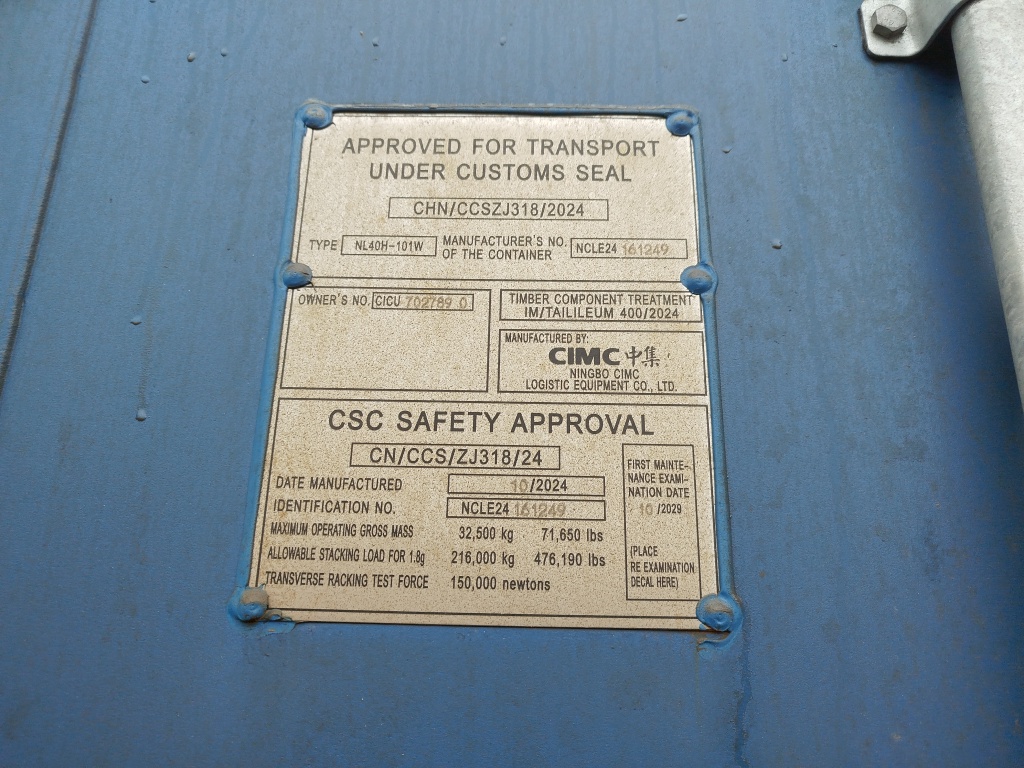 APPROVED FOR TRANSPORT
UNDER CUSTOMS SEAL
CHN/CCSZJ318/2024
TYPE NL40H-101W MANUFACTURER'S NO. OF THE CONTAINER NCLE24 161249
OWNER'S NO. CICU 702789 0
TIMBER COMPONENT TREATMENT
IM/TAILILEUM 400/2024
MANUFACTURED BY:
CIMC 中集
NINGBO CIMC
LOGISTIC EQUIPMENT CO., LTD.
CSC SAFETY APPROVAL
CN/CCS/ZJ318/24
DATE MANUFACTURED 10/2024
IDENTIFICATION NO. NCLE24 161249
MAXIMUM OPERATING GROSS MASS 32,500 kg 71,650 lbs
ALLOWABLE STACKING LOAD FOR 1.8g 216,000 kg 476,190 lbs
TRANSVERSE RACKING TEST FORCE 150,000 newtons
FIRST MAINTE-
NANCE EXAMI-
NATION DATE
10 /2029
(PLACE
RE EXAMINATION
DECAL HERE)